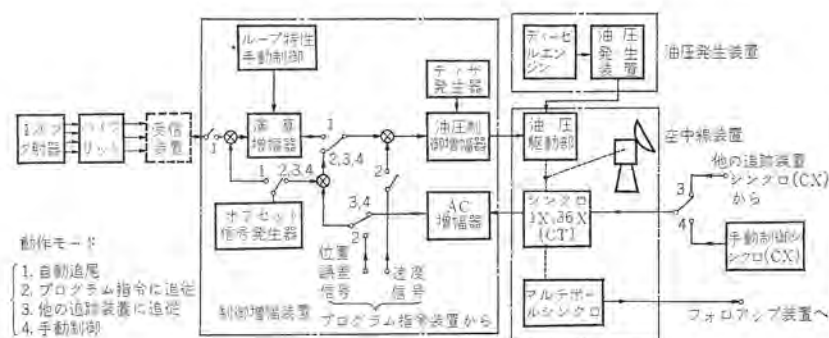 ループ特性
手動制御
ディーゼ
ルエン
ジン
油圧
発生
装置
油圧発生装置
ディザ
発生器
1次フ
ク射器
ハイブ
リット
受信
装置
1
演算
増幅器
1
2,3,4
油圧制
御増幅器
油圧
駆動部
空中線装置
他の追跡装置
シンクロ(CX)
から
1
2,3,4
2
オフセット
信号発生器
3,4
2
AC
増幅器
シンクロ
1X,36X
(CT)
3
4
手動制御シ
ンクロ(CX)
位置
誤差
信号
速度
信号
制御増幅装置
プログラム指令装置から
マルチポー
ルシンクロ
フォロアップ装置へ
動作モード
1. 自動追尾
2. プログラム指令に追従
3. 他の追跡装置に追従
4. 手動制御